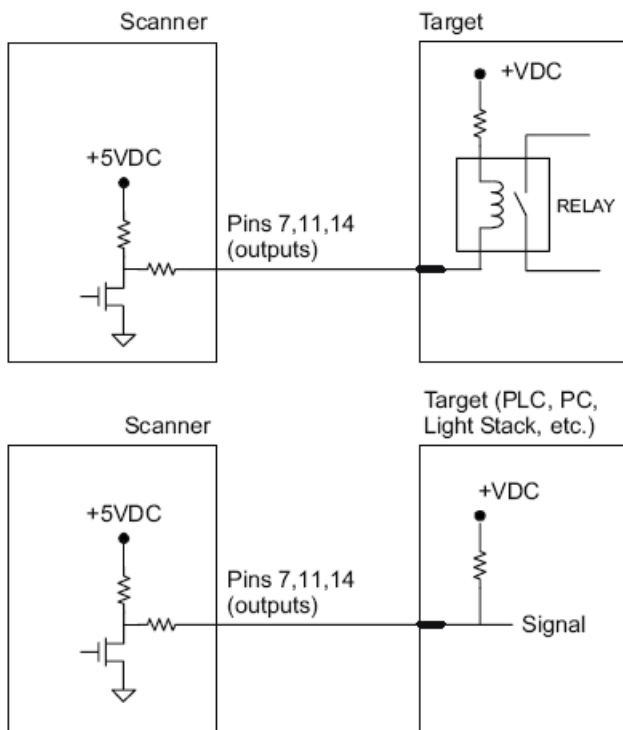 Scanner
Target
+VDC
+5VDC
Pins 7,11,14
(outputs)
RELAY
Scanner
Target (PLC, PC,
Light Stack, etc.)
+VDC
+5VDC
Pins 7,11,14
(outputs)
Signal